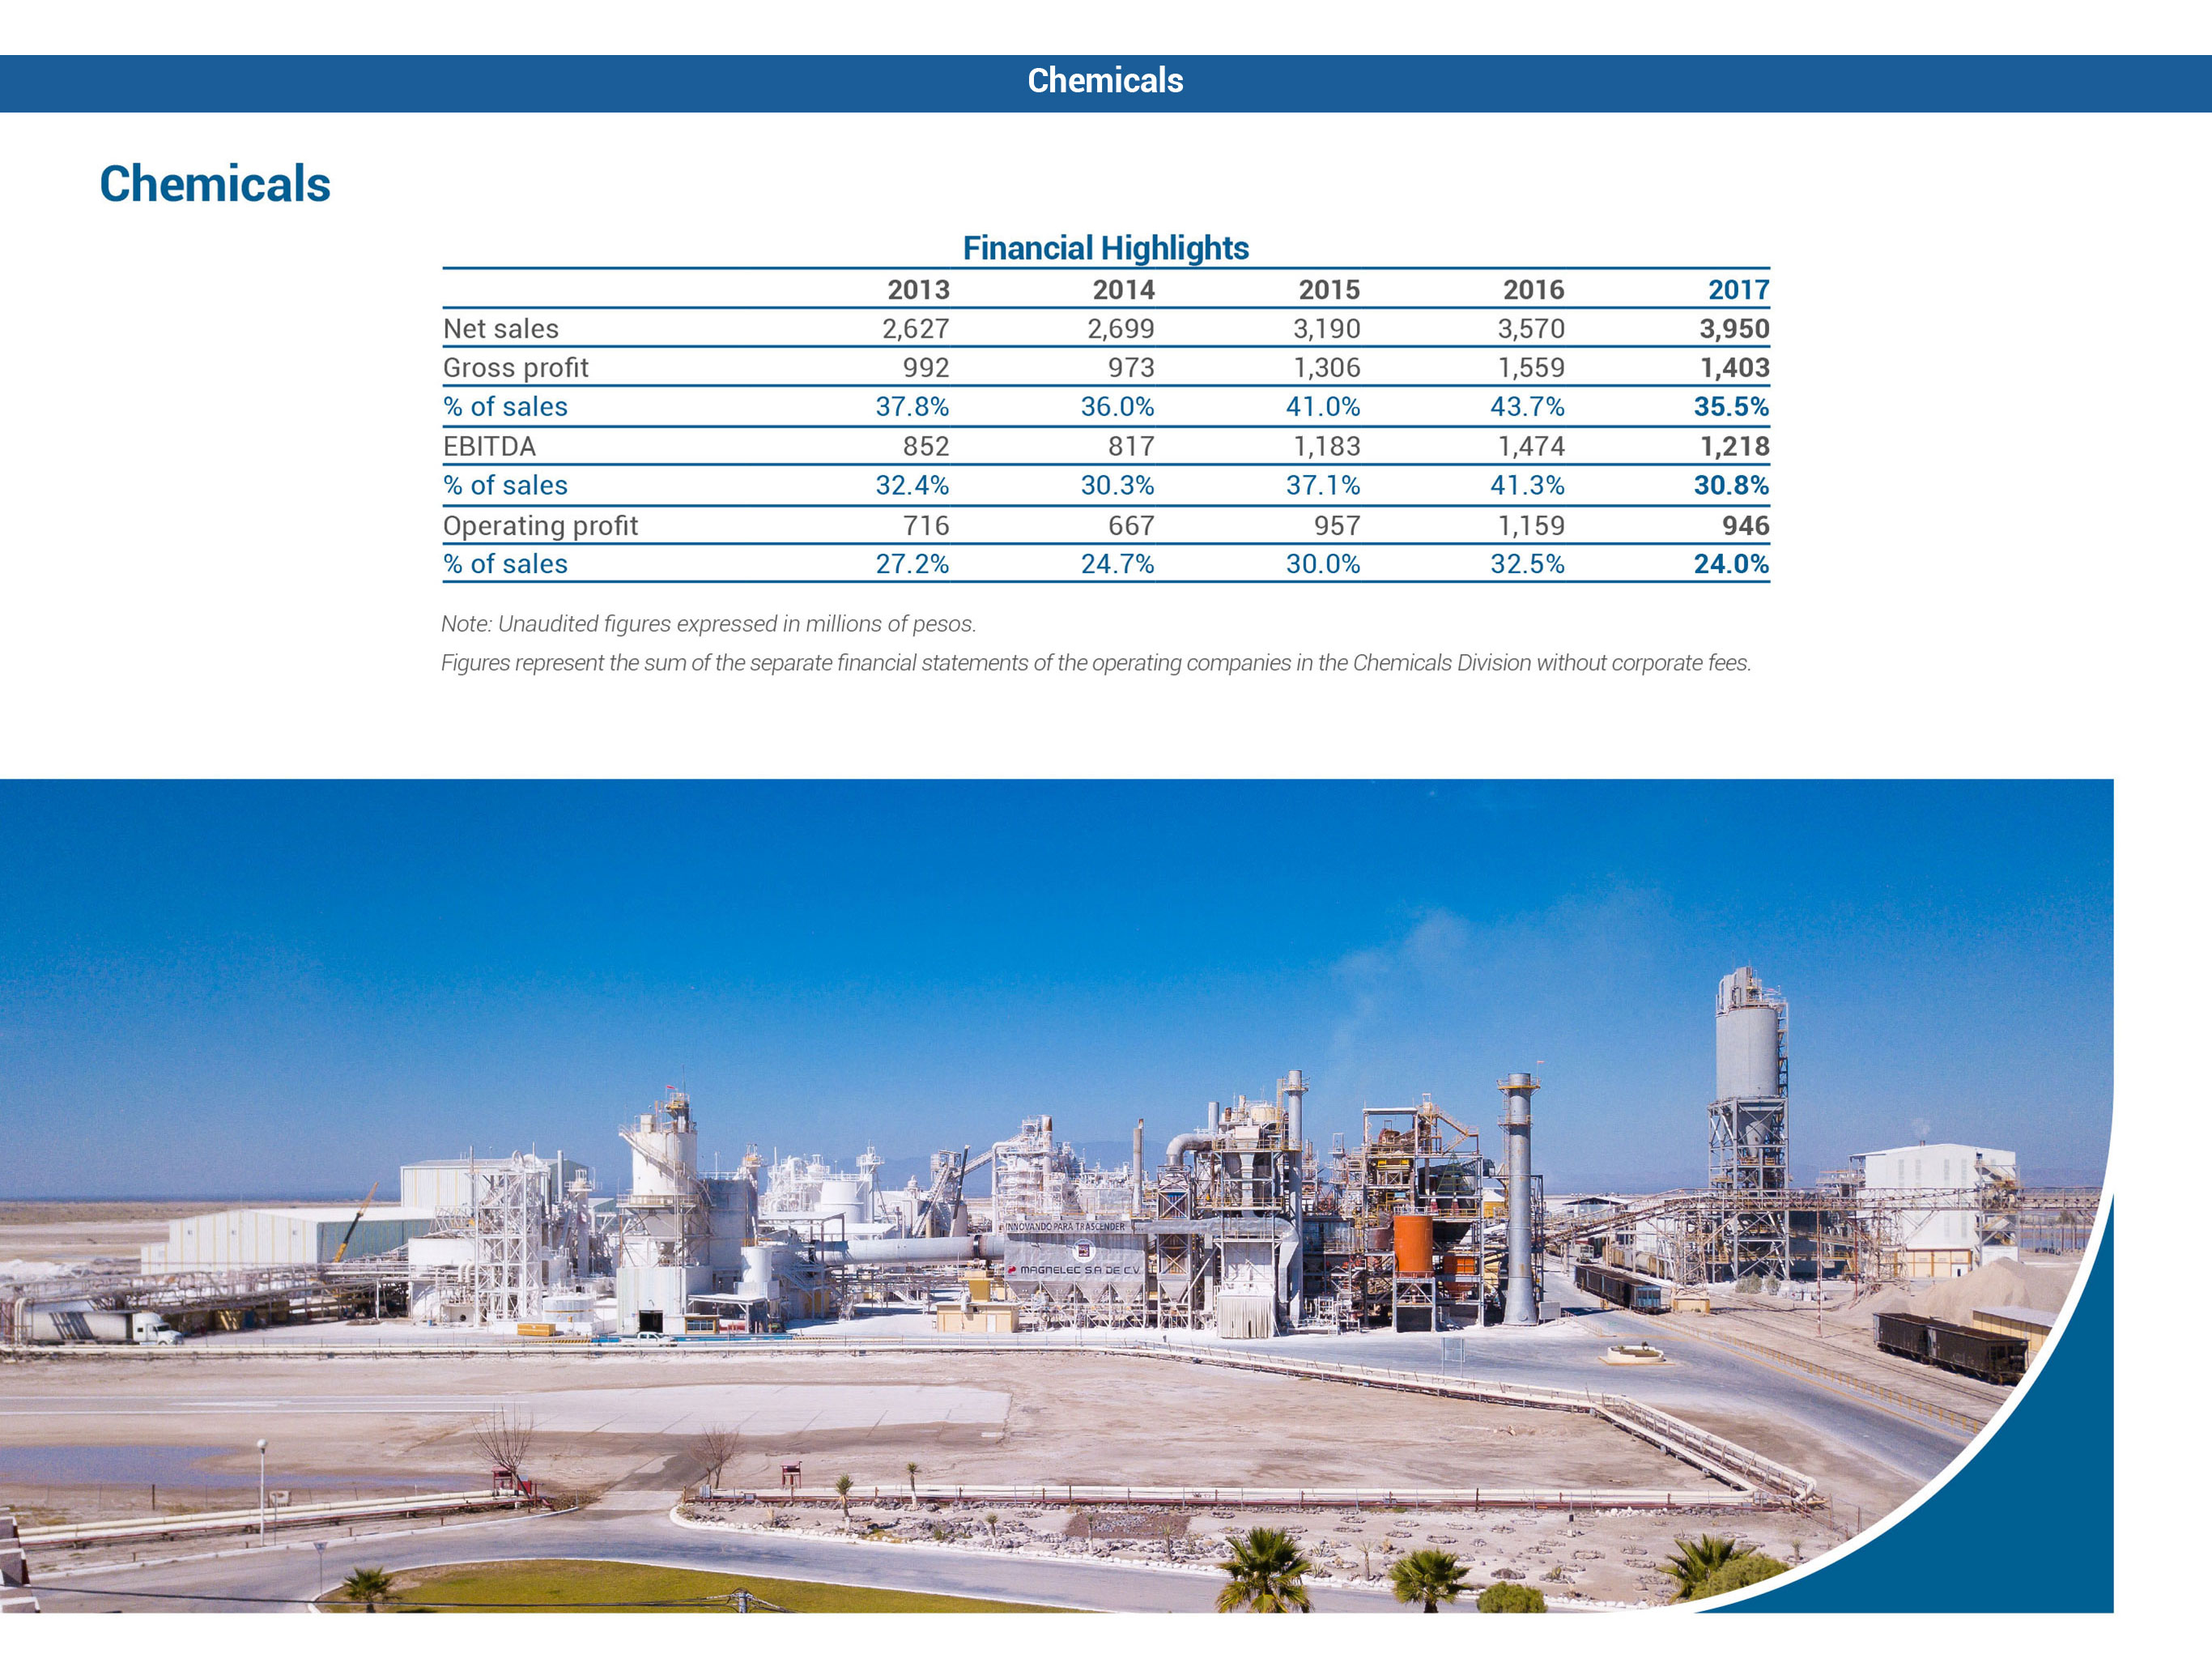 Chemicals
Chemicals
Financial Highlights
2013 2014 2015 2016 2017
Net sales 2,627 2,699 3,190 3,570 3,950
Gross profit 992 973 1,306 1,559 1,403
% of sales 37.8% 36.0% 41.0% 43.7% 35.5%
EBITDA 852 817 1,183 1,474 1,218
% of sales 32.4% 30.3% 37.1% 41.3% 30.8%
Operating profit 716 667 957 1,159 946
% of sales 27.2% 24.7% 30.0% 32.5% 24.0%
Note: Unaudited figures expressed in millions of pesos.
Figures represent the sum of the separate financial statements of the operating companies in the Chemicals Division without corporate fees.
INNOVANDO PARA TRASCENDER
MAGNELEC S.A DE C.V